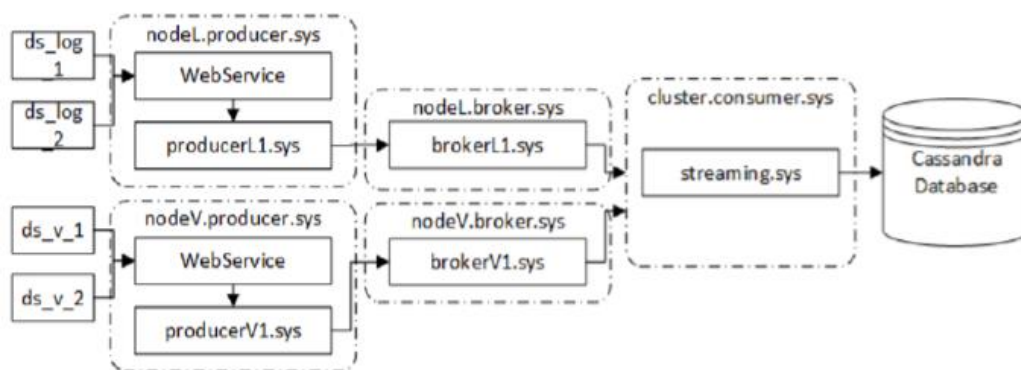 ds_log
_1
ds_log
_2
nodeL.producer.sys
WebService
producerL1.sys
nodeL.broker.sys
brokerL1.sys
cluster.consumer.sys
streaming.sys
Cassandra
Database
ds_v_1
ds_v_2
nodeV.producer.sys
WebService
producerV1.sys
nodeV.broker.sys
brokerV1.sys